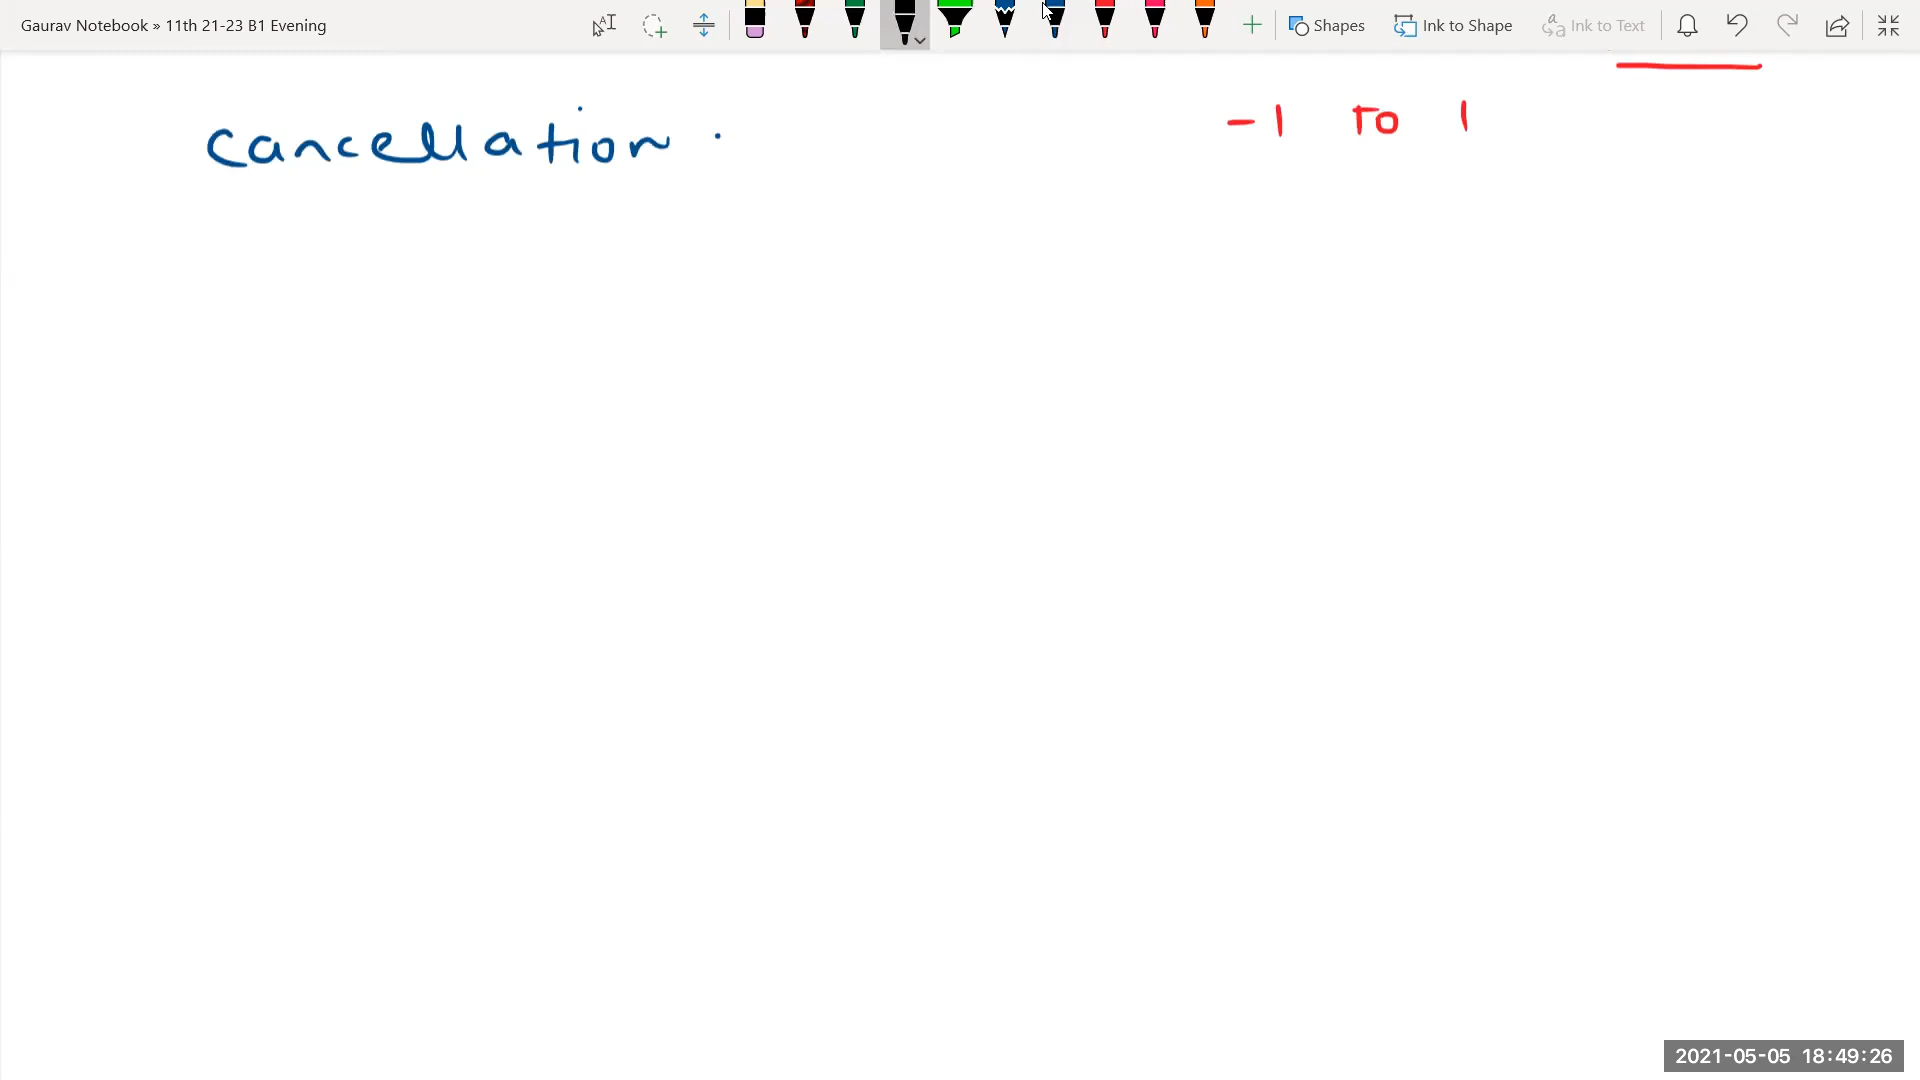 Gaurav Notebook » 11th 21-23 B1 Evening
Shapes
Ink to Shape
Ink to Text
-1 to 1
Cancellation .
2021-05-05 18:49:26